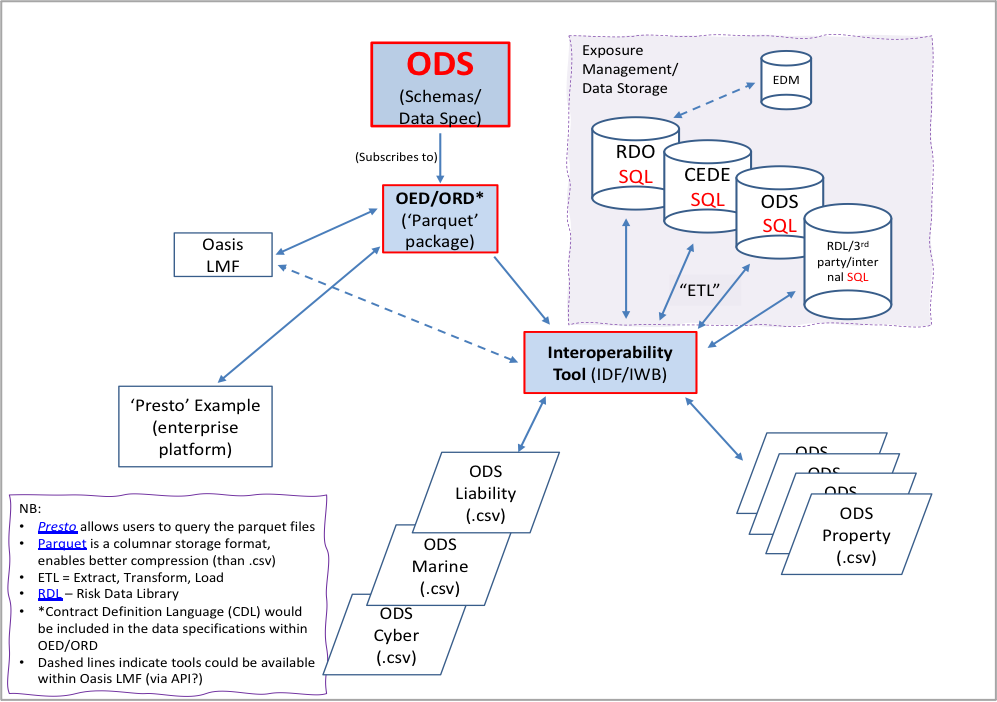 ODS
(Schemas/
Data Spec)
(Subscribes to)
OED/ORD*
(‘Parquet’
package)
Oasis
LMF
‘Presto’ Example
(enterprise
platform)
Exposure
Management/
Data Storage
EDM
RDO
SQL
CEDE
SQL
ODS
SQL
RDL/3rd
party/inter
nal SQL
“ETL”
Interoperability
Tool (IDF/IWB)
ODS
Liability
(.csv)
ODS
Marine
(.csv)
ODS
Cyber
(.csv)
ODS
ODS
ODS
ODS
Property
(.csv)
NB:
• Presto allows users to query the parquet files
• Parquet is a columnar storage format,
enables better compression (than .csv)
• ETL = Extract, Transform, Load
• RDL – Risk Data Library
• *Contract Definition Language (CDL) would
be included in the data specifications within
OED/ORD
• Dashed lines indicate tools could be available
within Oasis LMF (via API?)